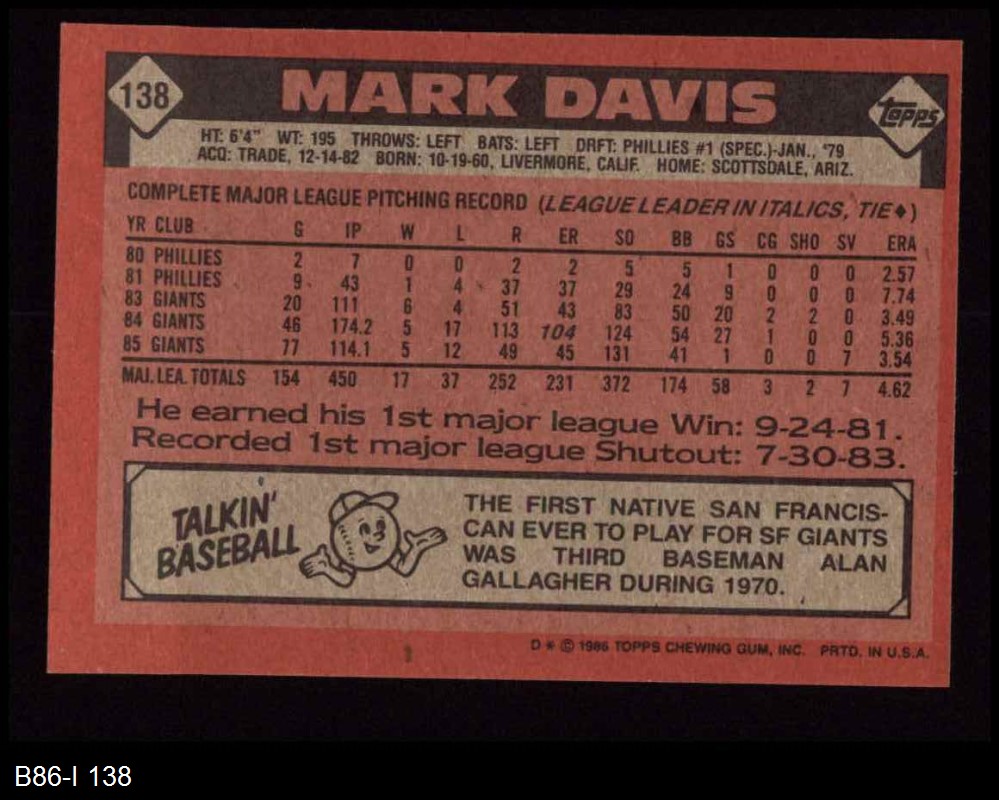 138
MARK DAVIS
topps
HT: 6'4" WT: 195 THROWS: LEFT BATS: LEFT DRFT: PHILLIES #1 (SPEC.)-JAN., '79
ACQ: TRADE, 12-14-82 BORN: 10-19-60, LIVERMORE, CALIF. HOME: SCOTTSDALE, ARIZ.
COMPLETE MAJOR LEAGUE PITCHING RECORD (LEAGUE LEADER IN ITALICS, TIE♦)
YR CLUB G IP W L R ER SO BB GS CG SHO SV ERA
80 PHILLIES 2 7 0 0 2 2 5 5 1 0 0 0 2.57
81 PHILLIES 9 43 1 4 37 37 29 24 9 0 0 0 7.74
83 GIANTS 20 111 6 4 51 43 83 50 20 2 2 0 3.49
84 GIANTS 46 174.2 5 17 113 104 124 54 27 1 0 0 5.36
85 GIANTS 77 114.1 5 12 49 45 131 41 1 0 0 7 3.54
MAJ. LEA. TOTALS 154 450 17 37 252 231 372 174 58 3 2 7 4.62
He earned his 1st major league Win: 9-24-81.
Recorded 1st major league Shutout: 7-30-83.
TALKIN'
BASEBALL
THE FIRST NATIVE SAN FRANCIS-
CAN EVER TO PLAY FOR SF GIANTS
WAS THIRD BASEMAN ALAN
GALLAGHER DURING 1970.
D * © 1986 TOPPS CHEWING GUM, INC. PRTD. IN U.S.A.
B86-I 138